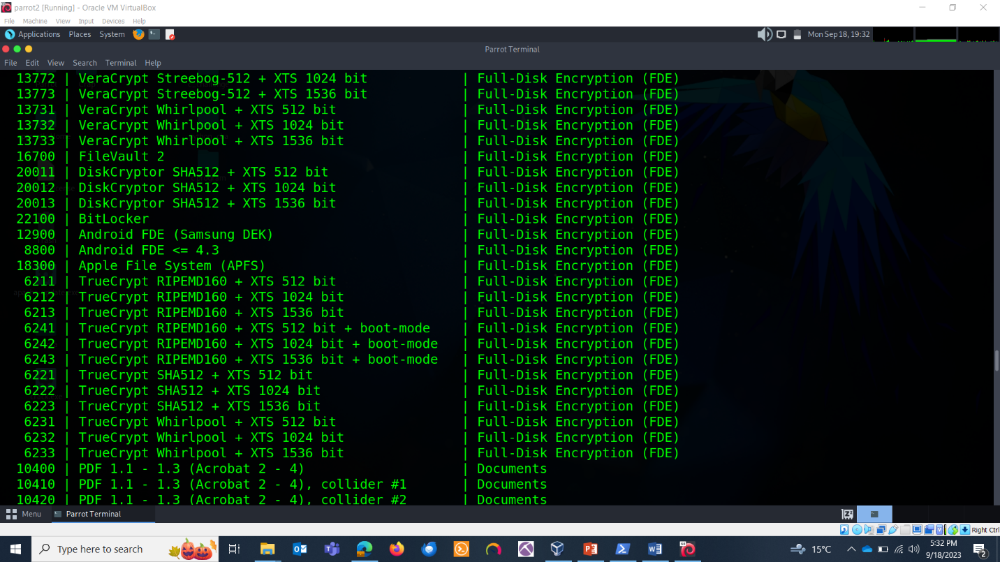 parrot2 [Running] - Oracle VM VirtualBox
File Machine View Input Devices Help
Applications Places System Mon Sep 18, 19:32
Parrot Terminal
File Edit View Search Terminal Help
13772 | VeraCrypt Streebog-512 + XTS 1024 bit | Full-Disk Encryption (FDE)
13773 | VeraCrypt Streebog-512 + XTS 1536 bit | Full-Disk Encryption (FDE)
13731 | VeraCrypt Whirlpool + XTS 512 bit | Full-Disk Encryption (FDE)
13732 | VeraCrypt Whirlpool + XTS 1024 bit | Full-Disk Encryption (FDE)
13733 | VeraCrypt Whirlpool + XTS 1536 bit | Full-Disk Encryption (FDE)
16700 | FileVault 2 | Full-Disk Encryption (FDE)
20011 | DiskCryptor SHA512 + XTS 512 bit | Full-Disk Encryption (FDE)
20012 | DiskCryptor SHA512 + XTS 1024 bit | Full-Disk Encryption (FDE)
20013 | DiskCryptor SHA512 + XTS 1536 bit | Full-Disk Encryption (FDE)
22100 | BitLocker | Full-Disk Encryption (FDE)
12900 | Android FDE (Samsung DEK) | Full-Disk Encryption (FDE)
8800 | Android FDE <= 4.3 | Full-Disk Encryption (FDE)
18300 | Apple File System (APFS) | Full-Disk Encryption (FDE)
6211 | TrueCrypt RIPEMD160 + XTS 512 bit | Full-Disk Encryption (FDE)
6212 | TrueCrypt RIPEMD160 + XTS 1024 bit | Full-Disk Encryption (FDE)
6213 | TrueCrypt RIPEMD160 + XTS 1536 bit | Full-Disk Encryption (FDE)
6241 | TrueCrypt RIPEMD160 + XTS 512 bit + boot-mode | Full-Disk Encryption (FDE)
6242 | TrueCrypt RIPEMD160 + XTS 1024 bit + boot-mode | Full-Disk Encryption (FDE)
6243 | TrueCrypt RIPEMD160 + XTS 1536 bit + boot-mode | Full-Disk Encryption (FDE)
6221 | TrueCrypt SHA512 + XTS 512 bit | Full-Disk Encryption (FDE)
6222 | TrueCrypt SHA512 + XTS 1024 bit | Full-Disk Encryption (FDE)
6223 | TrueCrypt SHA512 + XTS 1536 bit | Full-Disk Encryption (FDE)
6231 | TrueCrypt Whirlpool + XTS 512 bit | Full-Disk Encryption (FDE)
6232 | TrueCrypt Whirlpool + XTS 1024 bit | Full-Disk Encryption (FDE)
6233 | TrueCrypt Whirlpool + XTS 1536 bit | Full-Disk Encryption (FDE)
10400 | PDF 1.1 - 1.3 (Acrobat 2 - 4) | Documents
10410 | PDF 1.1 - 1.3 (Acrobat 2 - 4), collider #1 | Documents
10420 | PDF 1.1 - 1.3 (Acrobat 2 - 4), collider #2 | Documents
Menu Parrot Terminal
Right Ctrl
Type here to search 15°C 5:32 PM
9/18/2023 2